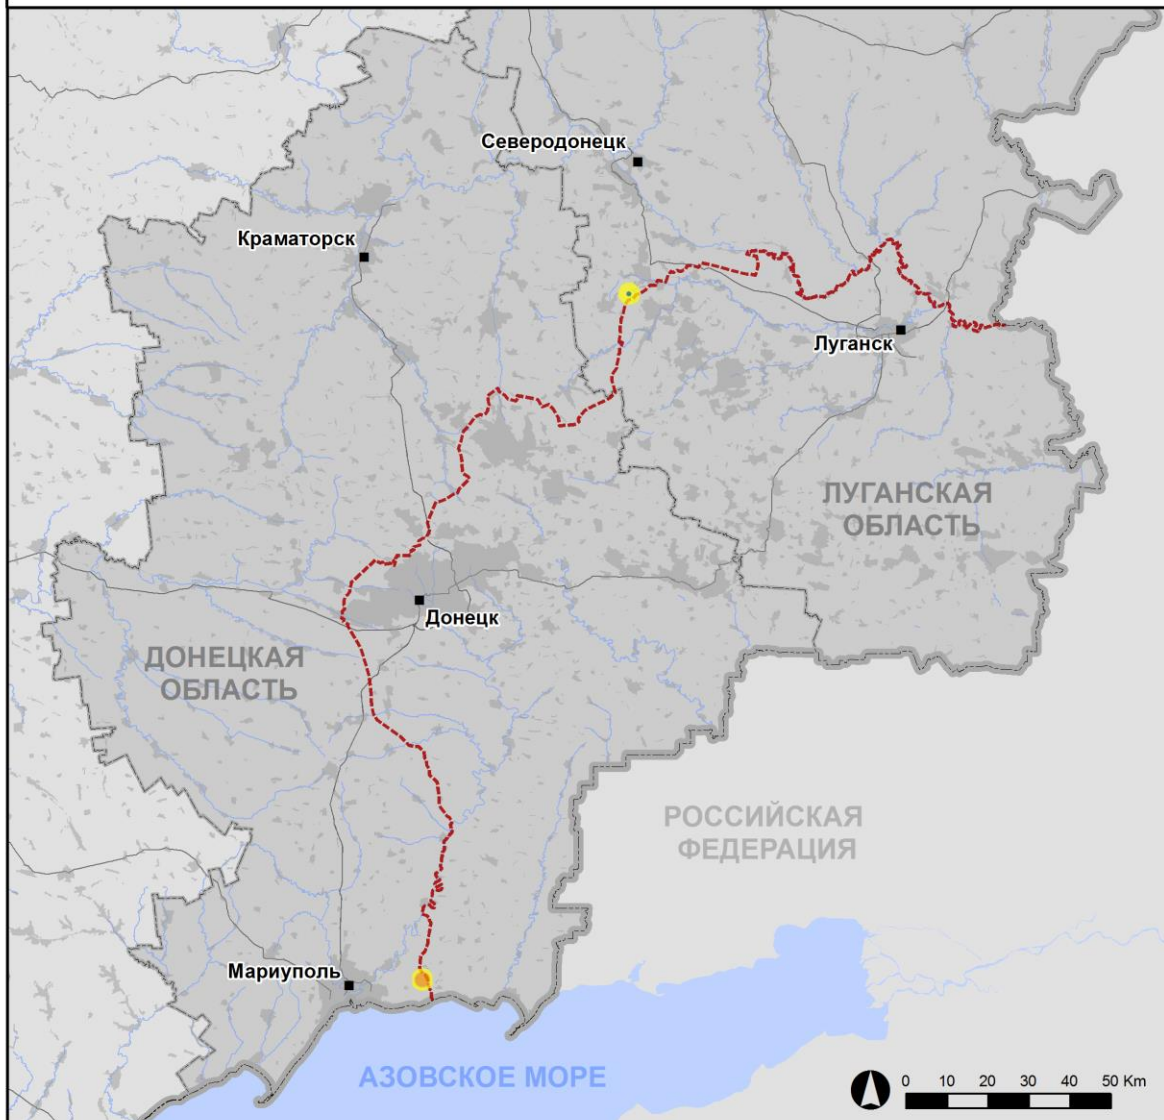 Северодонецк
Краматорск
Луганск
ЛУГАНСКАЯ
ОБЛАСТЬ
Донецк
ДОНЕЦКАЯ
ОБЛАСТЬ
РОССИЙСКАЯ
ФЕДЕРАЦИЯ
Мариуполь
АЗОВСКОЕ МОРЕ
0 10 20 30 40 50 Km